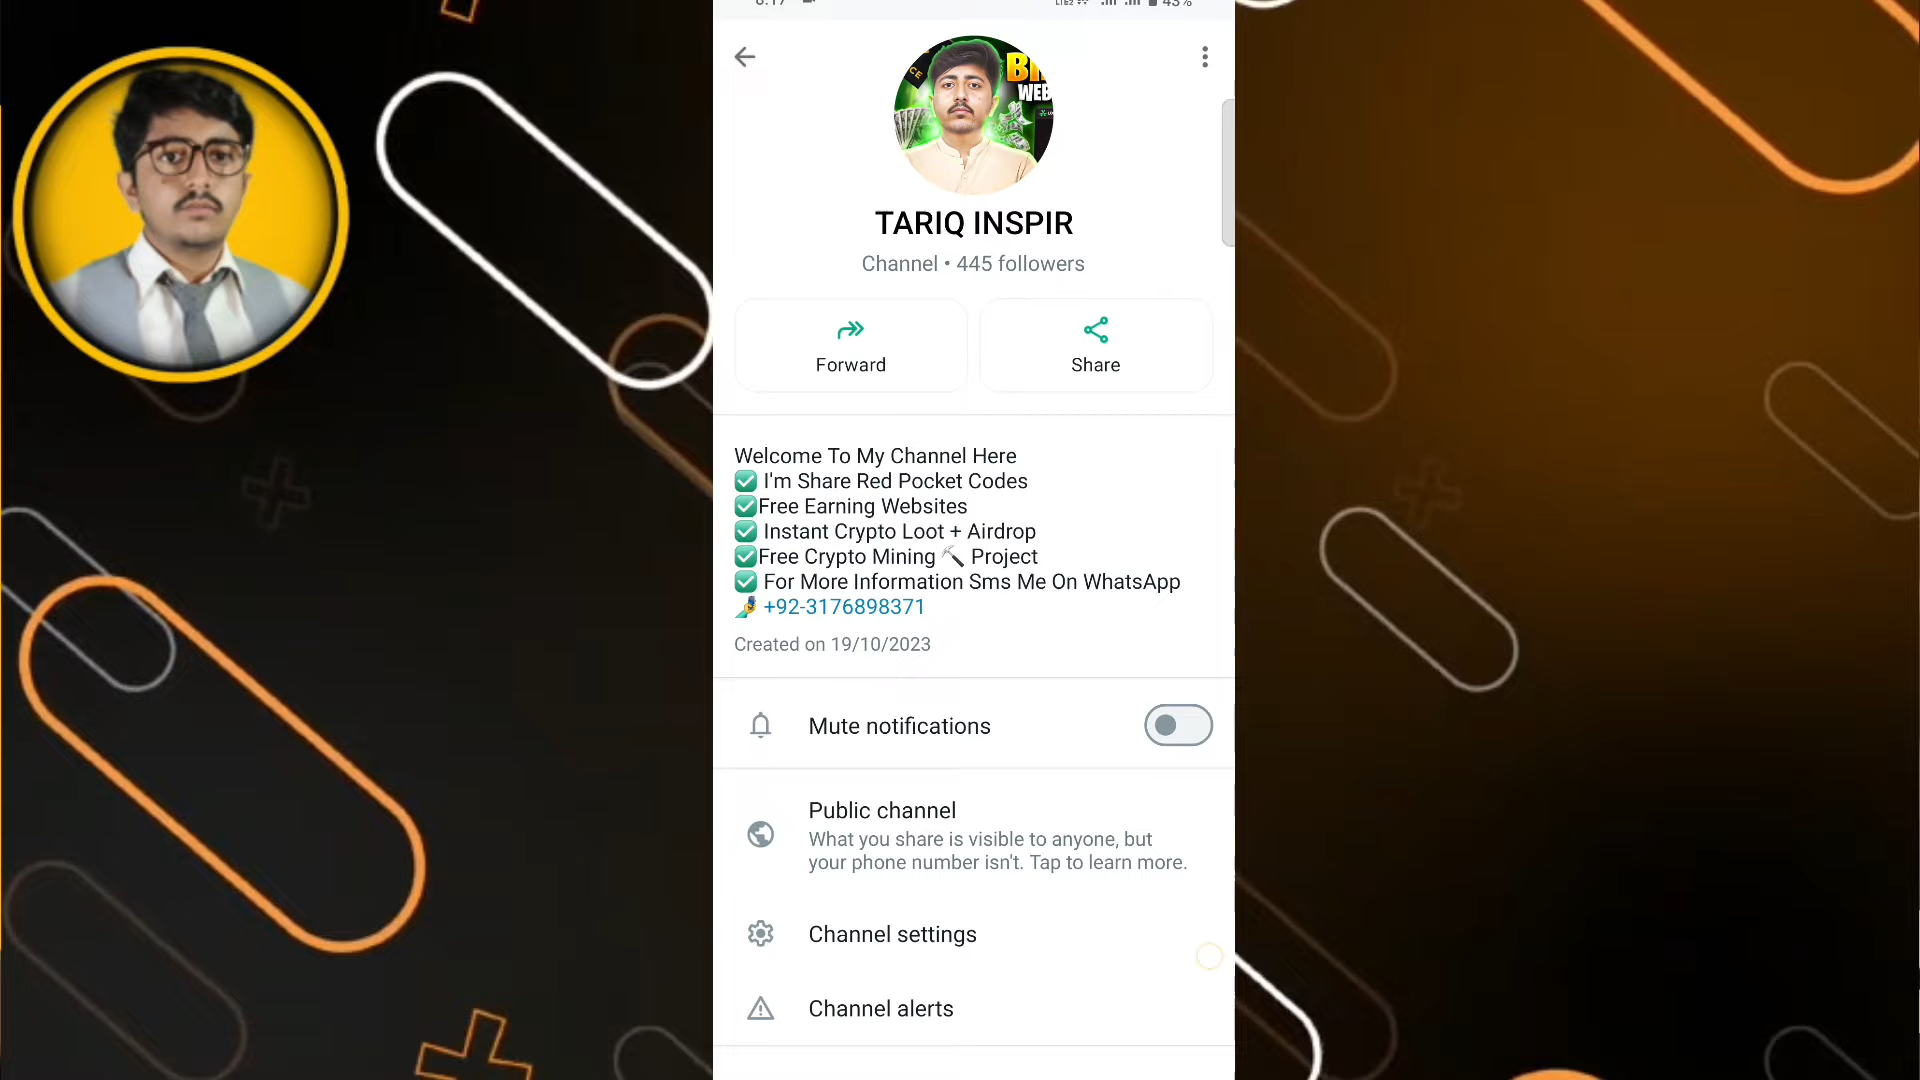 TARIQ INSPIR
Channel • 445 followers
Forward
Share
Welcome To My Channel Here
✅ I'm Share Red Pocket Codes
✅Free Earning Websites
✅ Instant Crypto Loot + Airdrop
✅Free Crypto Mining ⛏️ Project
✅ For More Information Sms Me On WhatsApp
🤳 +92-3176898371
Created on 19/10/2023
Mute notifications
Public channel
What you share is visible to anyone, but
your phone number isn't. Tap to learn more.
Channel settings
Channel alerts